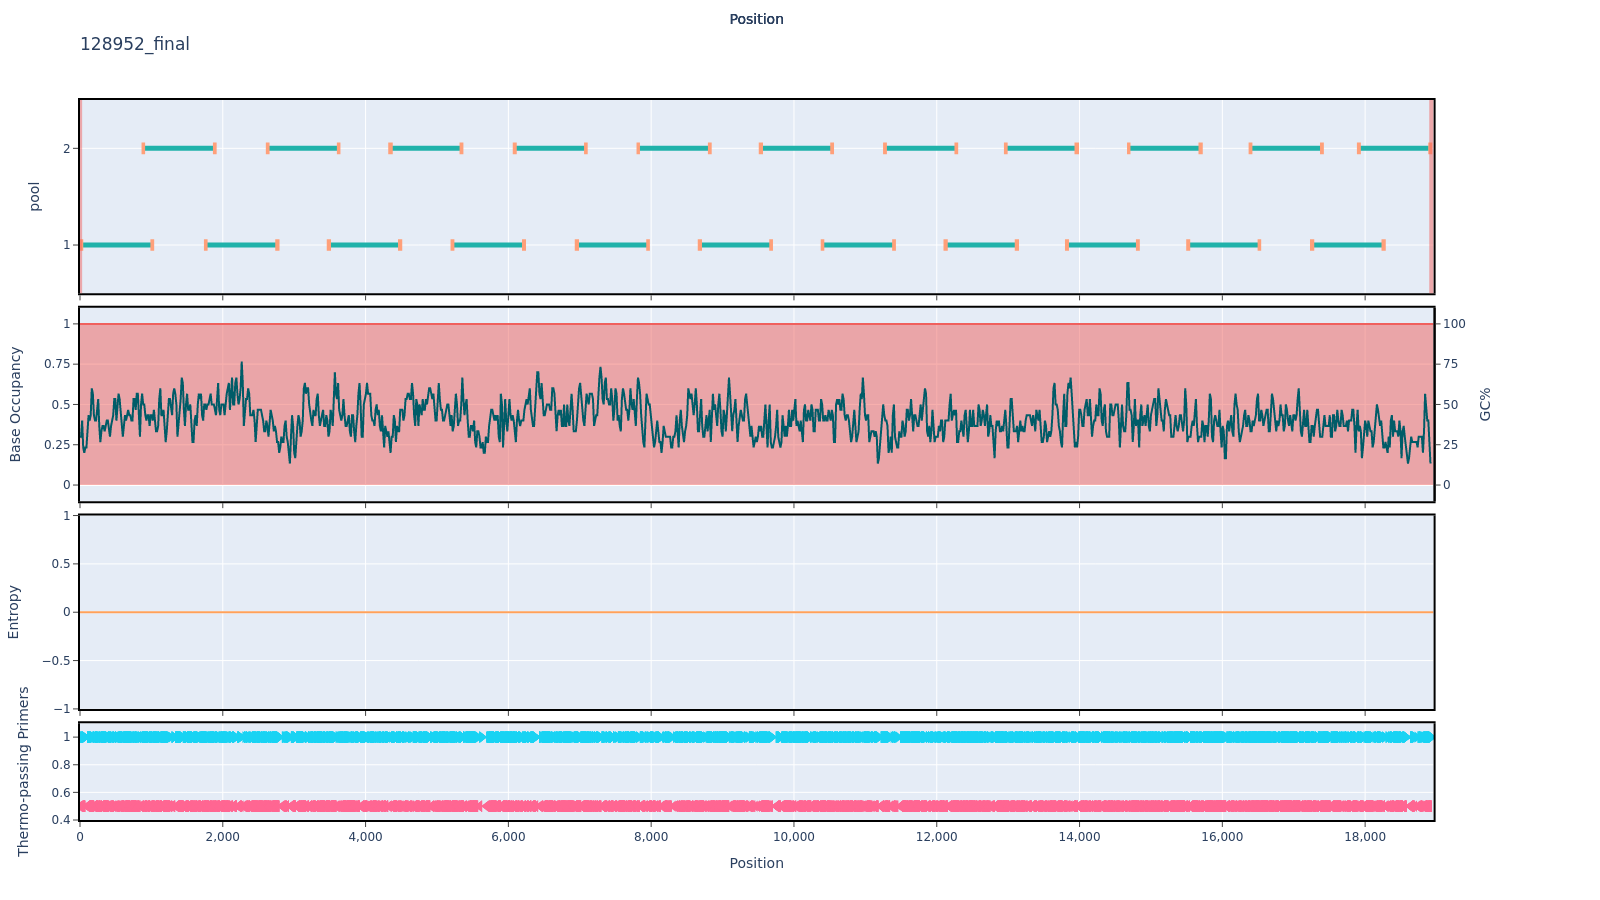 Position
128952_final
2
1
pool
1
0.75
0.5
0.25
0
Base Occupancy
100
75
50
25
0
GC%
1
0.5
0
−0.5
−1
Entropy
1
0.8
0.6
0.4
Thermo-passing Primers
0 2,000 4,000 6,000 8,000 10,000 12,000 14,000 16,000 18,000
Position